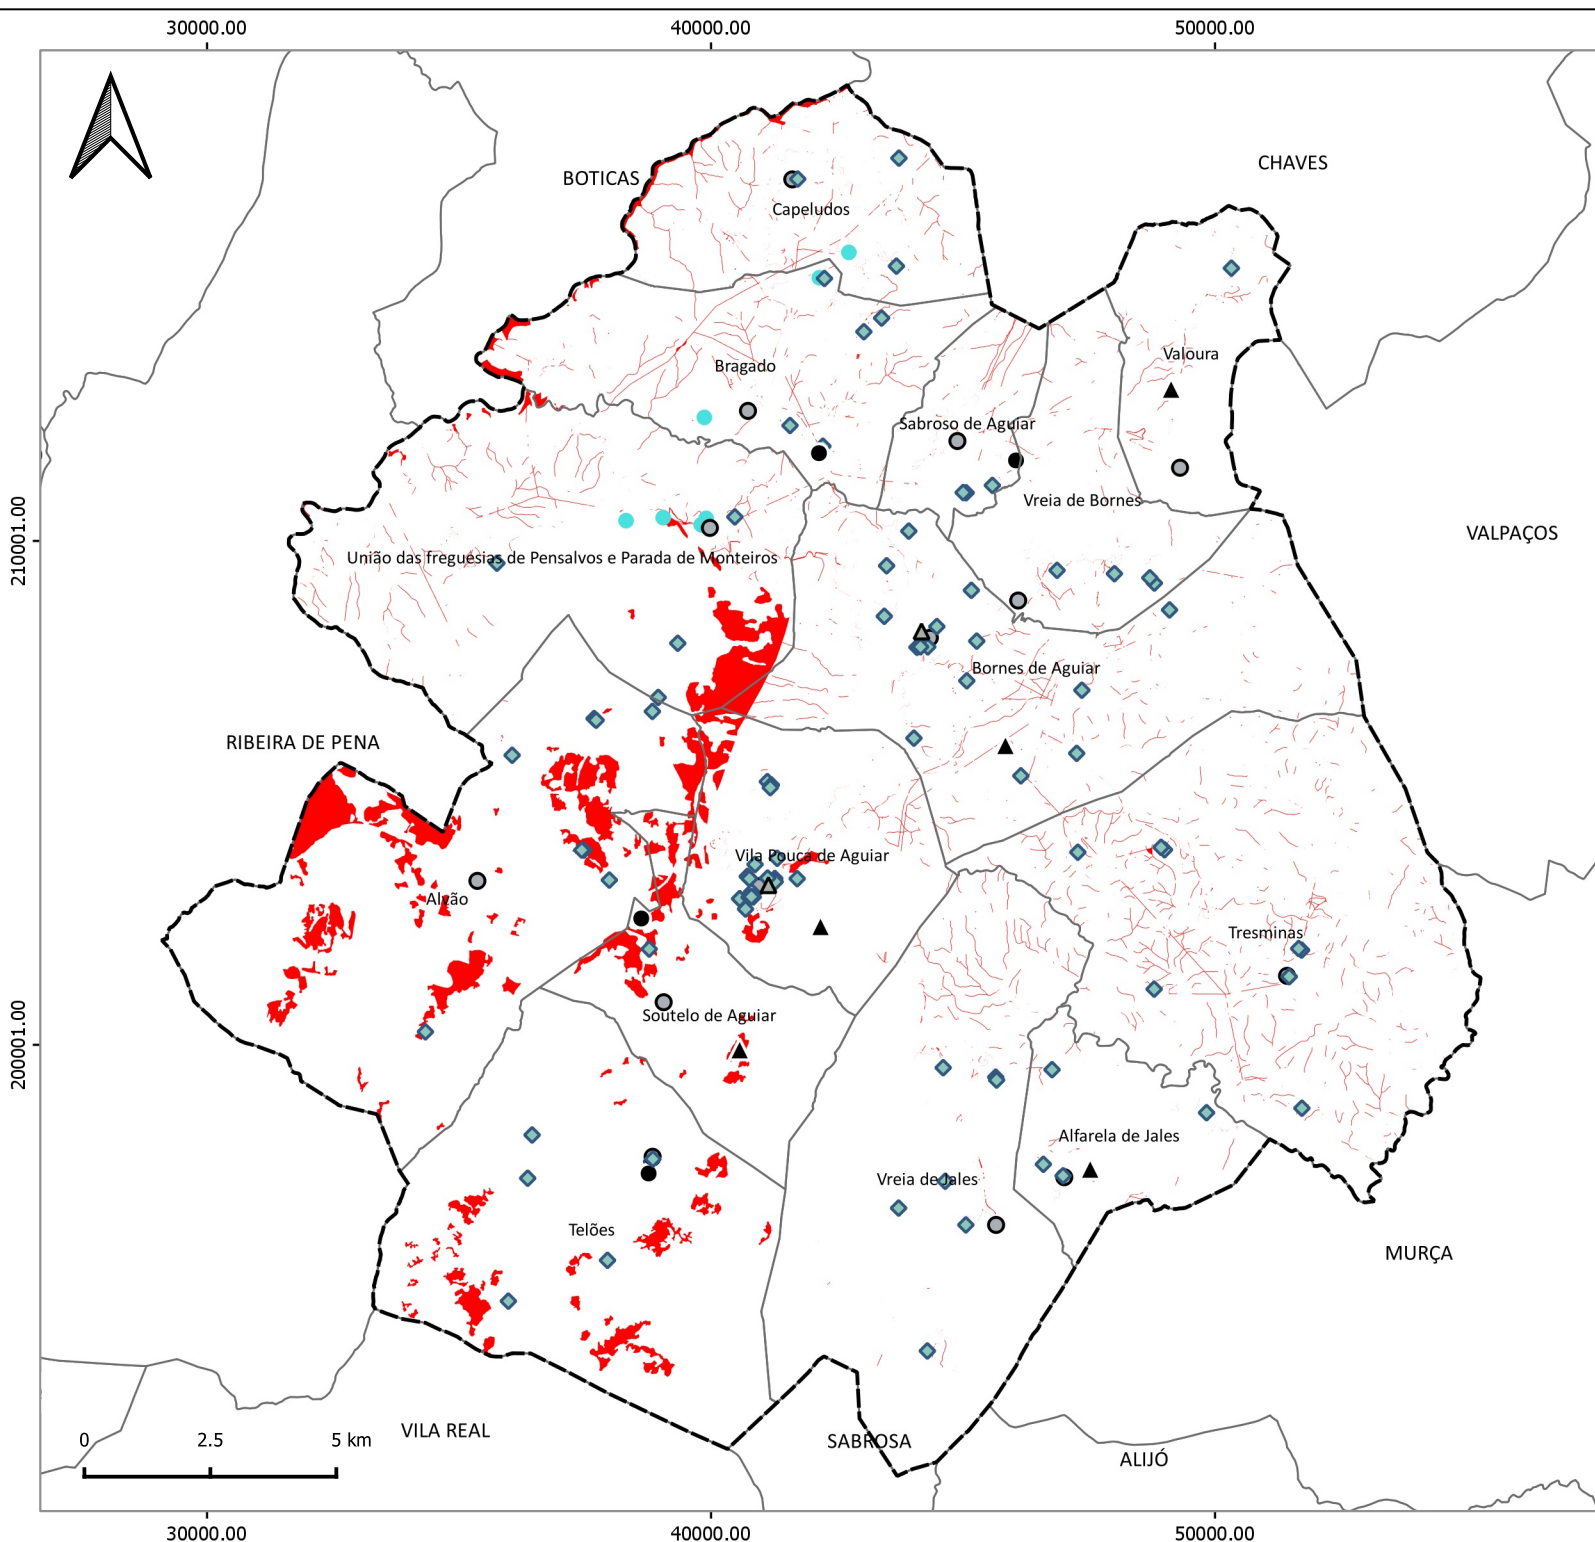 30000.00 40000.00 50000.00
CHAVES
BOTICAS
Capeludos
Valoura
Bragado
Sabroso de Aguiar
Vreia de Bornes
VALPAÇOS
210001.00
União das freguesias de Pensalvos e Parada de Monteiros
Bornes de Aguiar
RIBEIRA DE PENA
Vila Pouca de Aguiar
Alvão
Tresminas
Soutelo de Aguiar
200001.00
Alfarela de Jales
Vreia de Jales
Telões
MURÇA
VILA REAL
SABROSA
ALIJÓ
0 2.5 5 km
30000.00 40000.00 50000.00